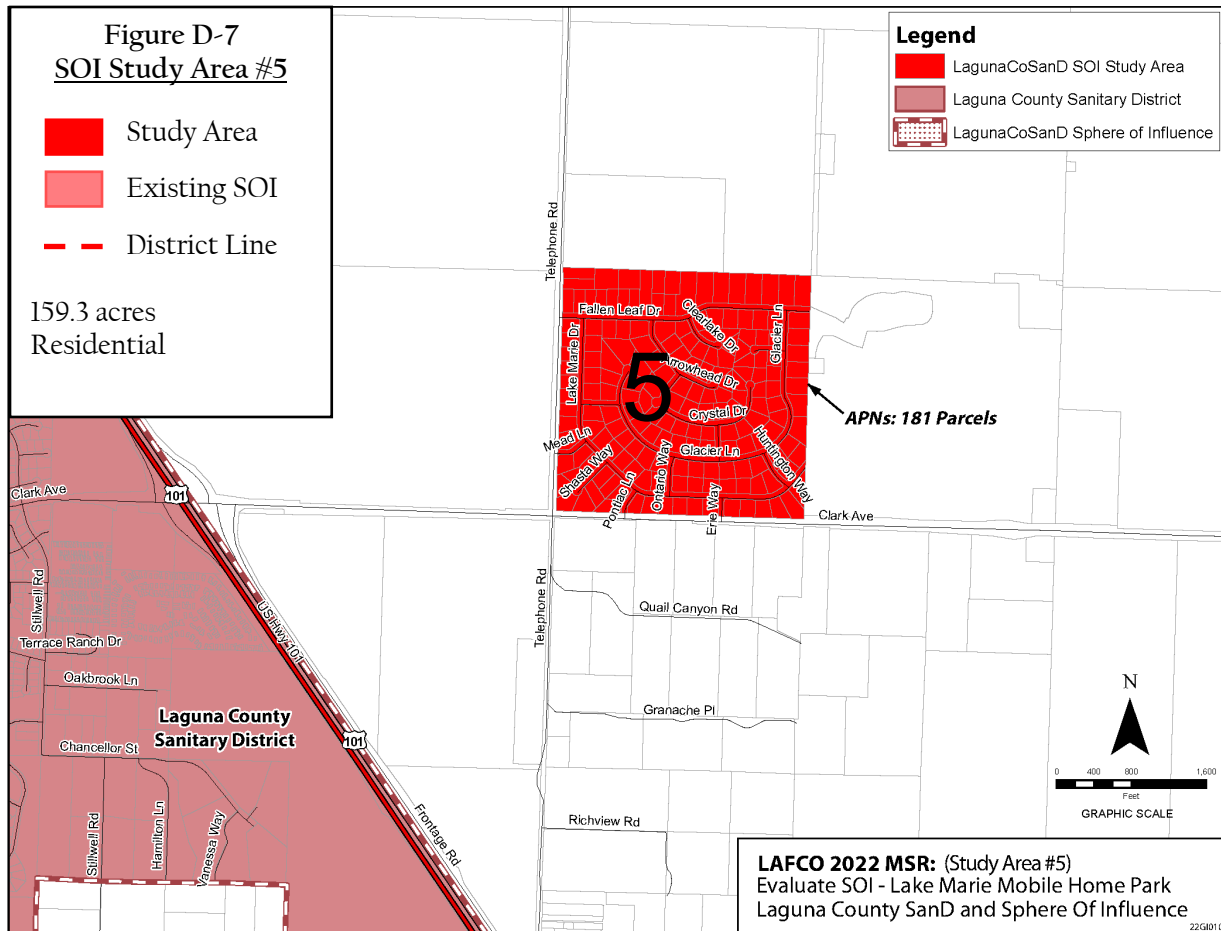 Figure D-7
SOI Study Area #5
Study Area
Existing SOI
District Line
159.3 acres
Residential
Legend
LagunaCoSanD SOI Study Area
Laguna County Sanitary District
LagunaCoSanD Sphere of Influence
Telephone Rd
Fallen Leaf Dr
Clearlake Dr
Glacier Ln
Lake Marie Dr
Arrowhead Dr
5
Crystal Dr
APNs: 181 Parcels
Mead Ln
Shasta Way
Glacier Ln
Huntington Way
Pontiac Ln
Ontario Way
Erie Way
Clark Ave
Clark Ave
101
Stillwell Rd
US Hwy 101
Telephone Rd
Quail Canyon Rd
Terrace Ranch Dr
Oakbrook Ln
Laguna County
Sanitary District
Granache Pl
Chancellor St
101
N
Stillwell Rd
Hamilton Ln
Vanessa Way
Frontage Rd
Richview Rd
0 400 800 1,600
Feet
GRAPHIC SCALE
LAFCO 2022 MSR: (Study Area #5)
Evaluate SOI - Lake Marie Mobile Home Park
Laguna County SanD and Sphere Of Influence